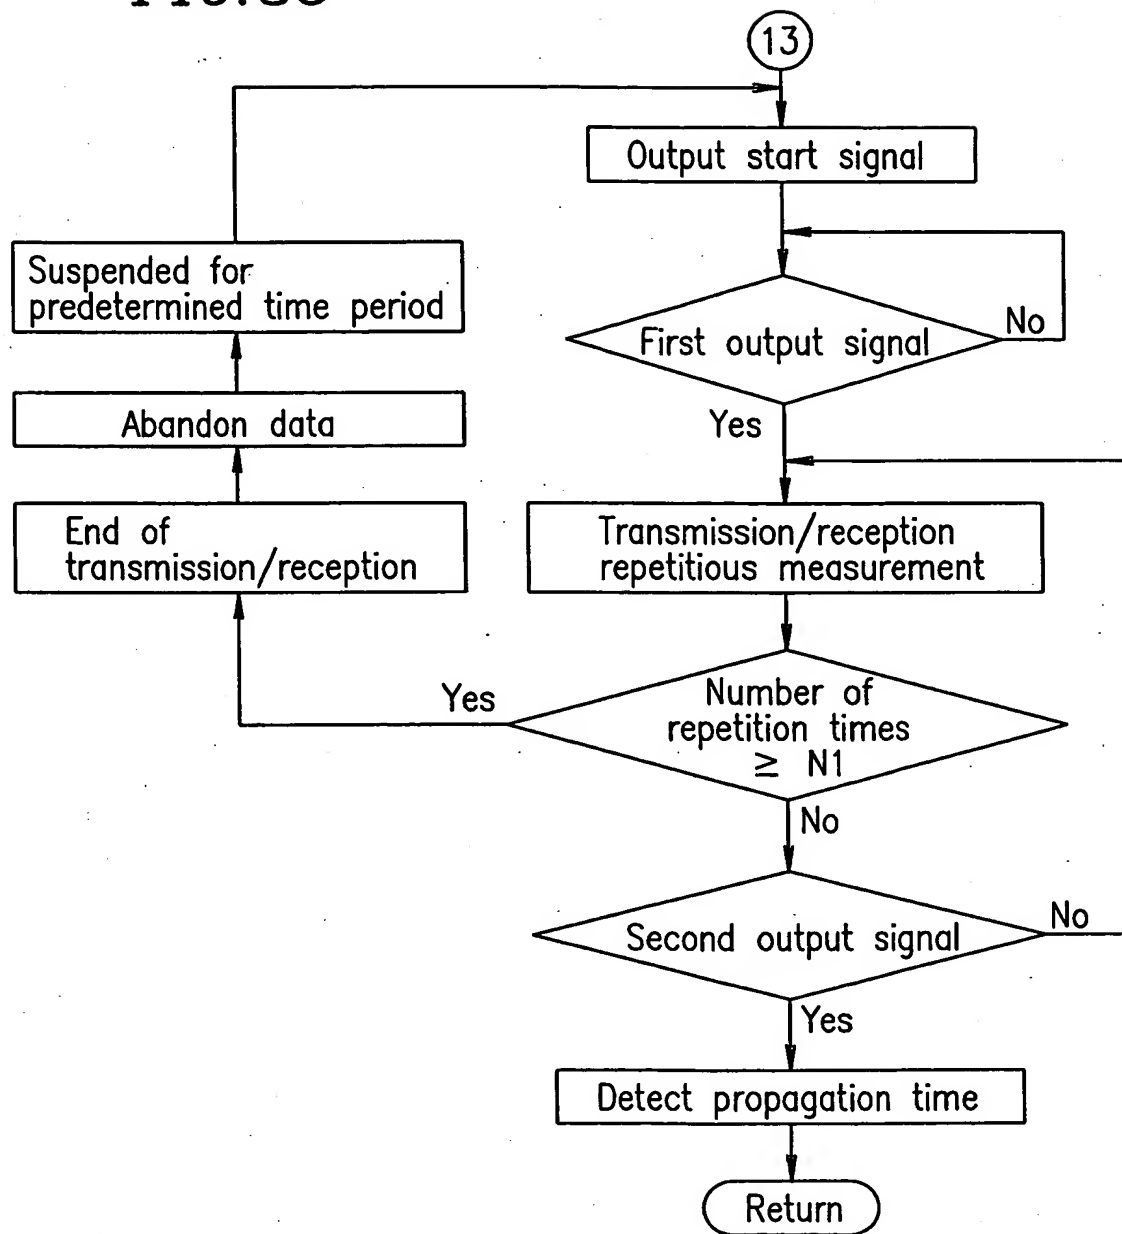 13
Output start signal
Suspended for
predetermined time period
First output signal
No
Abandon data
Yes
End of
transmission/reception
Transmission/reception
repetitious measurement
Yes
Number of
repetition times
≥ N1
No
Second output signal
No
Yes
Detect propagation time
Return